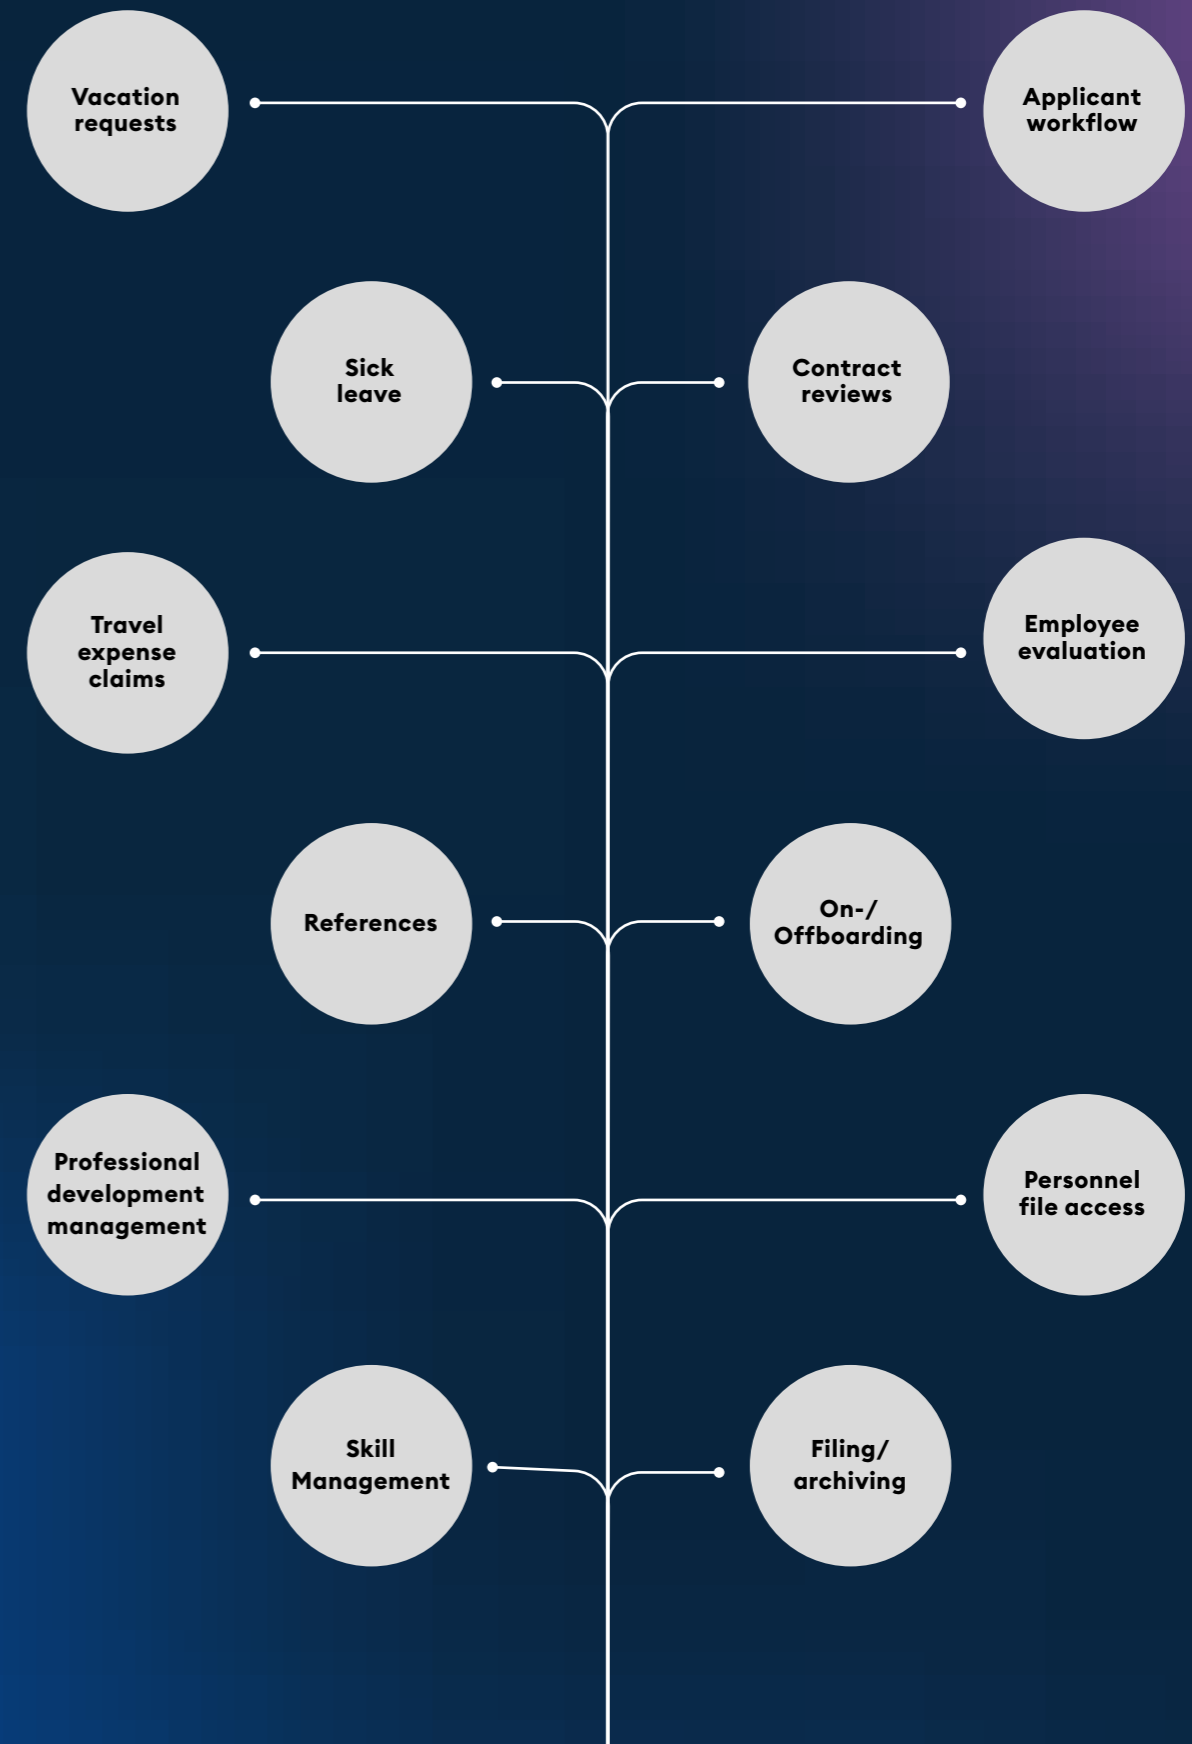 Vacation
requests
Applicant
workflow
Sick
leave
Contract
reviews
Travel
expense
claims
Employee
evaluation
References
On-/
Offboarding
Professional
development
management
Personnel
file access
Skill
Management
Filing/
archiving